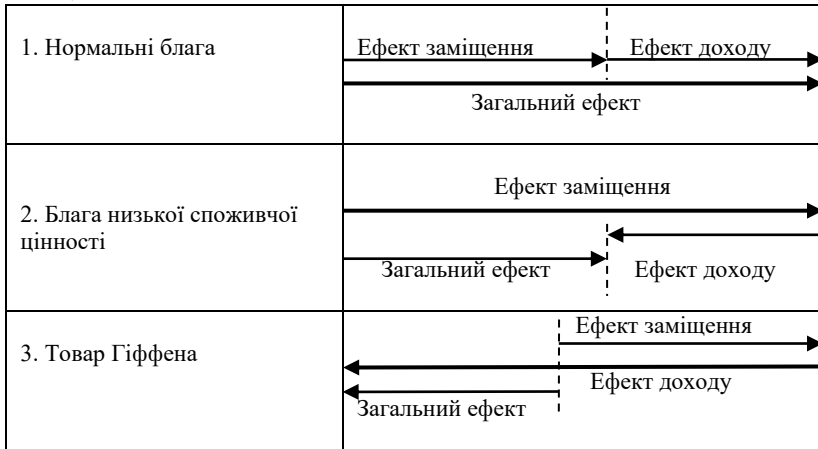 1. Нормальні блага
Ефект заміщення
Ефект доходу
Загальний ефект
2. Блага низької споживчої
цінності
Ефект заміщення
Загальний ефект
Ефект доходу
3. Товар Гіффена
Ефект заміщення
Ефект доходу
Загальний ефект